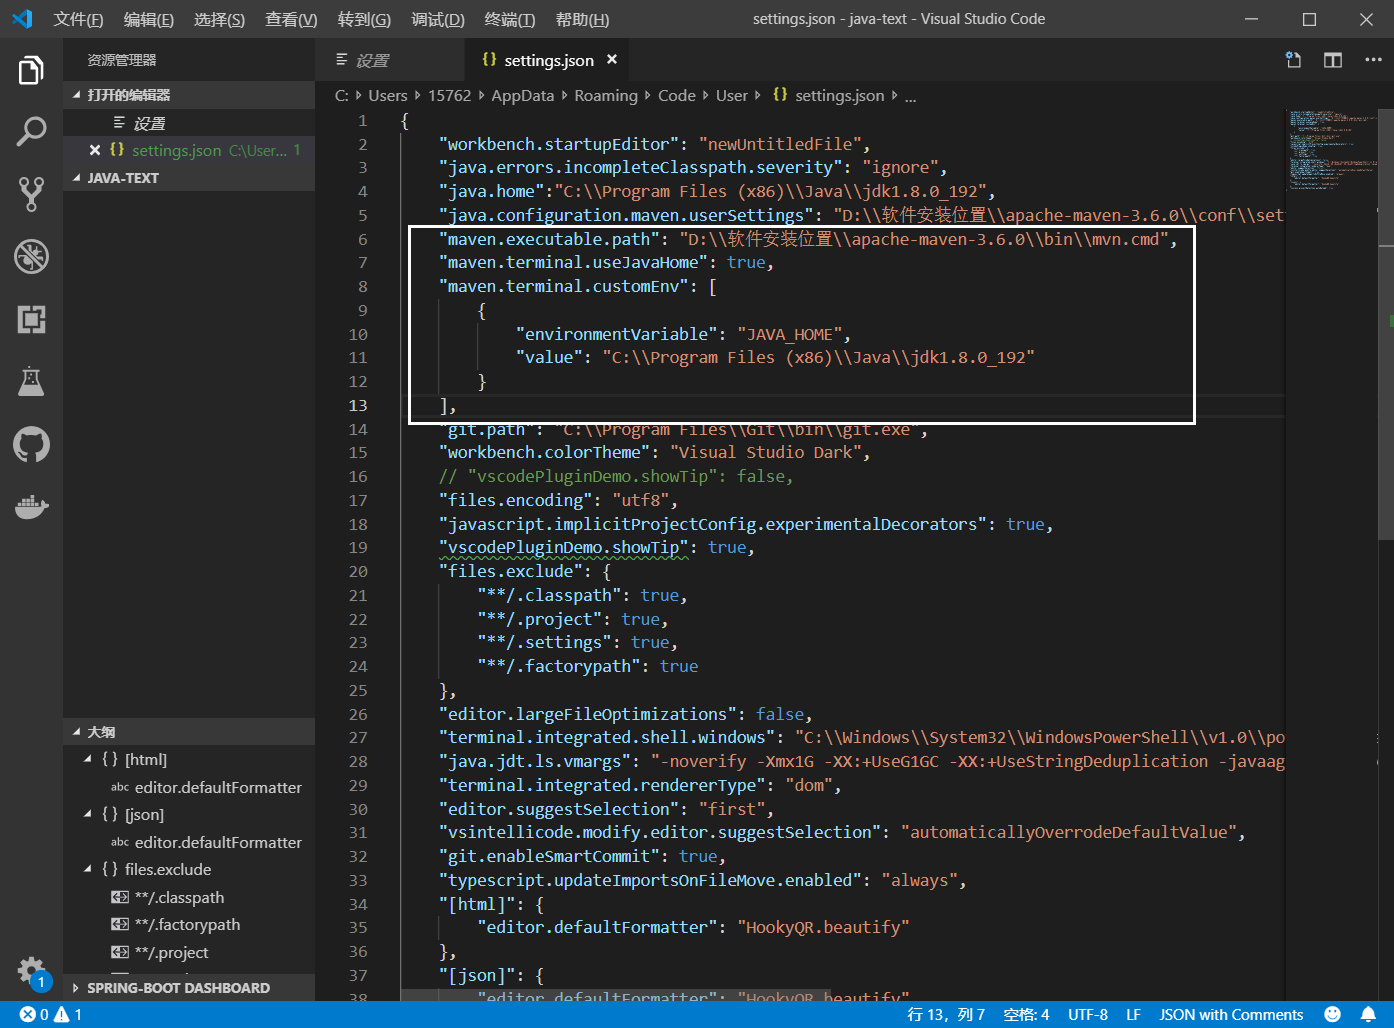 文件(F) 编辑(E) 选择(S) 查看(V) 转到(G) 调试(D) 终端(T) 帮助(H) settings.json - java-text - Visual Studio Code
资源管理器
设置 {} settings.json ×
打开的编辑器
设置
× {} settings.json C:\User... 1
JAVA-TEXT
C: Users 15762 AppData Roaming Code User {} settings.json ...
1 {
2 "workbench.startupEditor": "newUntitledFile",
3 "java.errors.incompleteClasspath.severity": "ignore",
4 "java.home":"C:\\Program Files (x86)\\Java\\jdk1.8.0_192",
5 "java.configuration.maven.userSettings": "D:\\软件安装位置\\apache-maven-3.6.0\\conf\\set
6 "maven.executable.path": "D:\\软件安装位置\\apache-maven-3.6.0\\bin\\mvn.cmd",
7 "maven.terminal.useJavaHome": true,
8 "maven.terminal.customEnv": [
9 {
10 "environmentVariable": "JAVA_HOME",
11 "value": "C:\\Program Files (x86)\\Java\\jdk1.8.0_192"
12 }
13 ],
14 "git.path": "C:\\Program Files\\Git\\bin\\git.exe",
15 "workbench.colorTheme": "Visual Studio Dark",
16 // "vscodePluginDemo.showTip": false,
17 "files.encoding": "utf8",
18 "javascript.implicitProjectConfig.experimentalDecorators": true,
19 "vscodePluginDemo.showTip": true,
20 "files.exclude": {
21 "**/.classpath": true,
22 "**/.project": true,
23 "**/.settings": true,
24 "**/.factorypath": true
25 },
26 "editor.largeFileOptimizations": false,
27 "terminal.integrated.shell.windows": "C:\\Windows\\System32\\WindowsPowerShell\\v1.0\\po
28 "java.jdt.ls.vmargs": "-noverify -Xmx1G -XX:+UseG1GC -XX:+UseStringDeduplication -javaag
29 "terminal.integrated.rendererType": "dom",
30 "editor.suggestSelection": "first",
31 "vsintellicode.modify.editor.suggestSelection": "automaticallyOverrodeDefaultValue",
32 "git.enableSmartCommit": true,
33 "typescript.updateImportsOnFileMove.enabled": "always",
34 "[html]": {
35 "editor.defaultFormatter": "HookyQR.beautify"
36 },
37 "[json]": {
38 "editor.defaultFormatter": "HookyQR.beautify"
大纲
{} [html]
abc editor.defaultFormatter
{} [json]
abc editor.defaultFormatter
{} files.exclude
**/.classpath
**/.factorypath
**/.project
SPRING-BOOT DASHBOARD
1
0 1 行 13，列 7 空格: 4 UTF-8 LF JSON with Comments